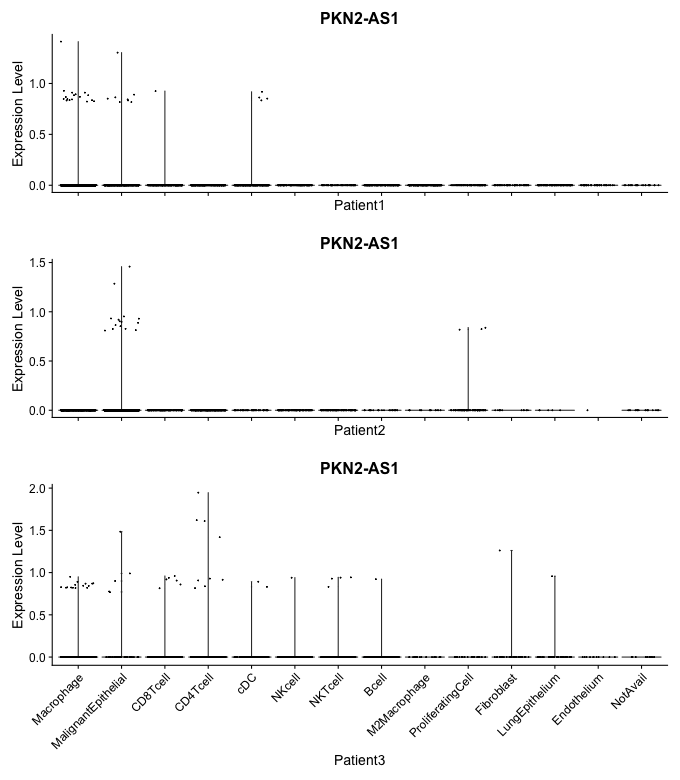 PKN2-AS1
Expression Level
1.0
0.5
0.0
Patient1
PKN2-AS1
Expression Level
1.5
1.0
0.5
0.0
Patient2
PKN2-AS1
Expression Level
2.0
1.5
1.0
0.5
0.0
Macrophage
MalignantEpithelial
CD8Tcell
CD4Tcell
cDC
NKcell
NKTcell
Bcell
M2Macrophage
ProliferatingCell
Fibroblast
LungEpithelium
Endothelium
NotAvail
Patient3